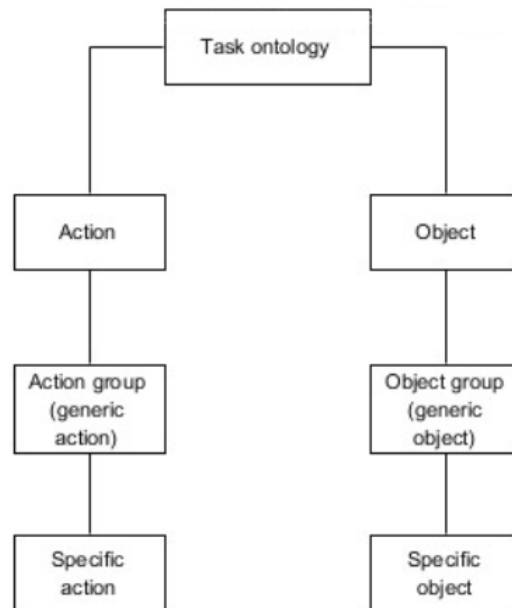 Task ontology
Action
Object
Action group
(generic
action)
Object group
(generic
object)
Specific
action
Specific
object